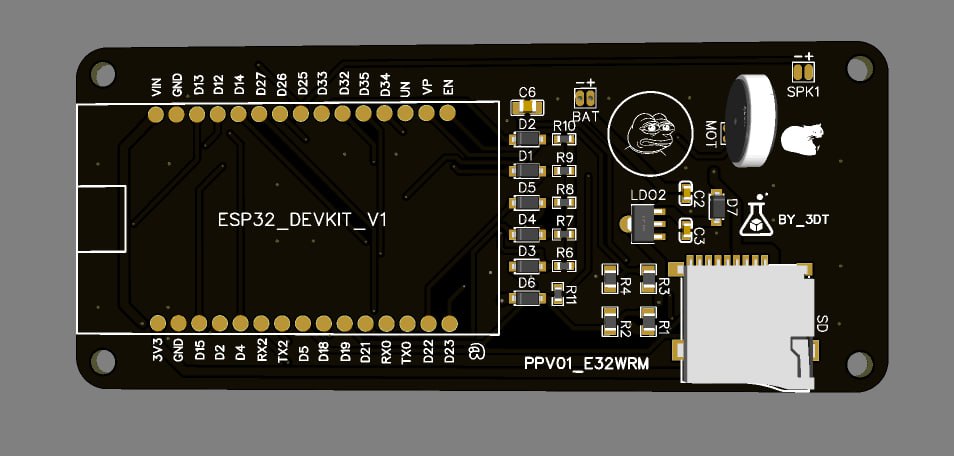 VIN GND D13 D12 D14 D27 D26 D25 D33 D32 D35 D34 UN VP EN
ESP32_DEVKIT_V1
3V3 GND D15 D2 D4 RX2 TX2 D5 D18 D19 D21 RX0 TX0 D22 D23
C6
D2 R10
D1 R9
D5 R8
D4 R7
D3 R6
D6 R11
- +
BAT
- +
SPK1
MOT
LDO2
C2
C3
D7
BY_3DT
R4 R3
R2 R1
SD
PPV01_E32WRM